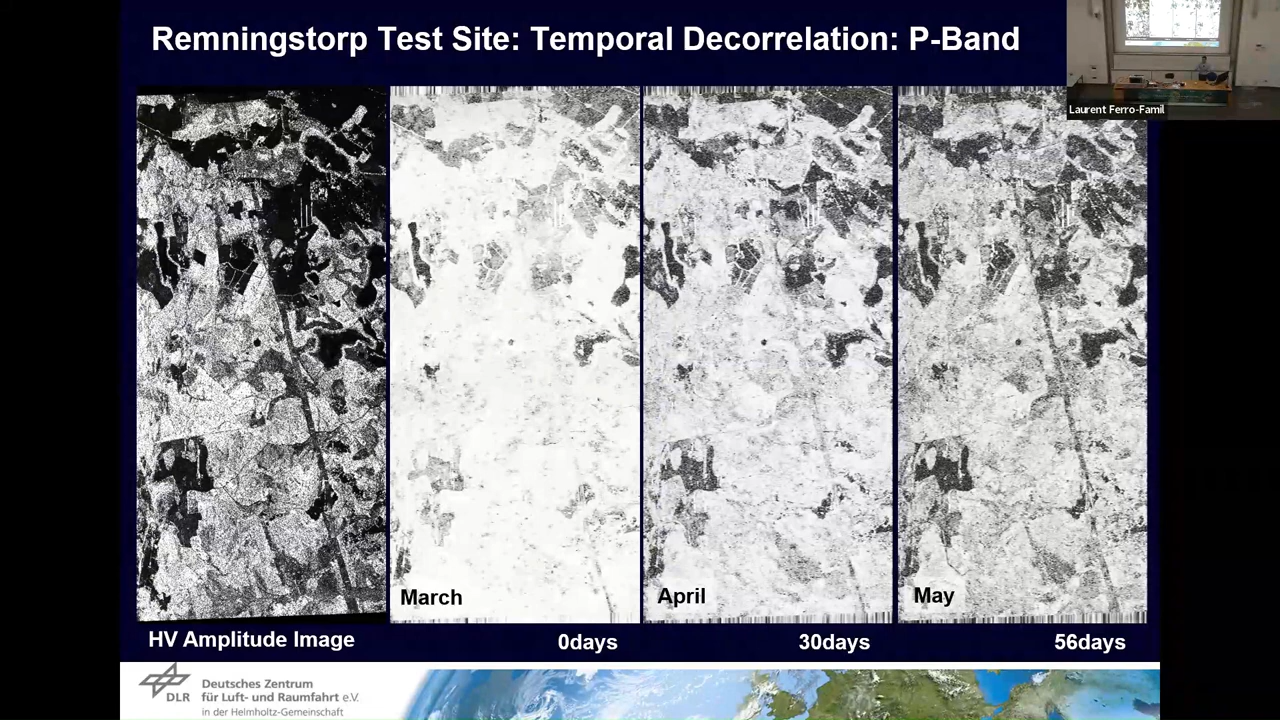 Remningstorp Test Site: Temporal Decorrelation: P-Band
Laurent Ferro-Famil
March
April
May
HV Amplitude Image
0days
30days
56days
DLR
Deutsches Zentrum
für Luft- und Raumfahrt e.V.
in der Helmholtz-Gemeinschaft